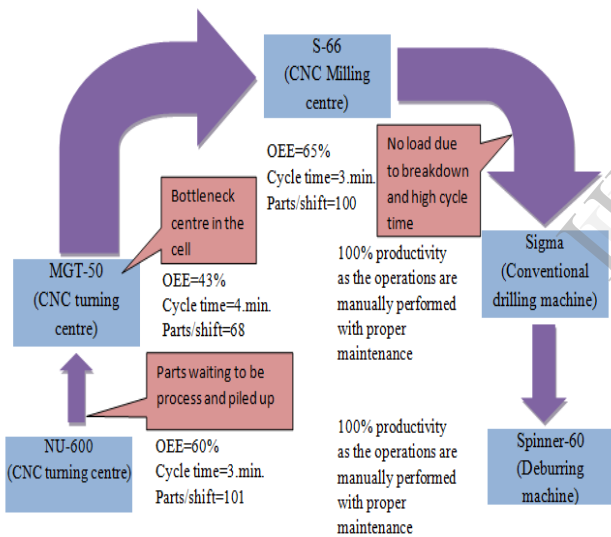 S-66
(CNC Milling
centre)
OEE=65%
Cycle time=3.min.
Parts/shift=100
No load due
to breakdown
and high cycle
time
Bottleneck
centre in the
cell
MGT-50
(CNC turning
centre)
OEE=43%
Cycle time=4.min.
Parts/shift=68
100% productivity
as the operations are
manually performed
with proper
maintenance
Sigma
(Conventional
drilling machine)
Parts waiting to be
process and piled up
NU-600
(CNC turning centre)
OEE=60%
Cycle time=3.min.
Parts/shift=101
100% productivity
as the operations are
manually performed
with proper
maintenance
Spinner-60
(Deburring
machine)